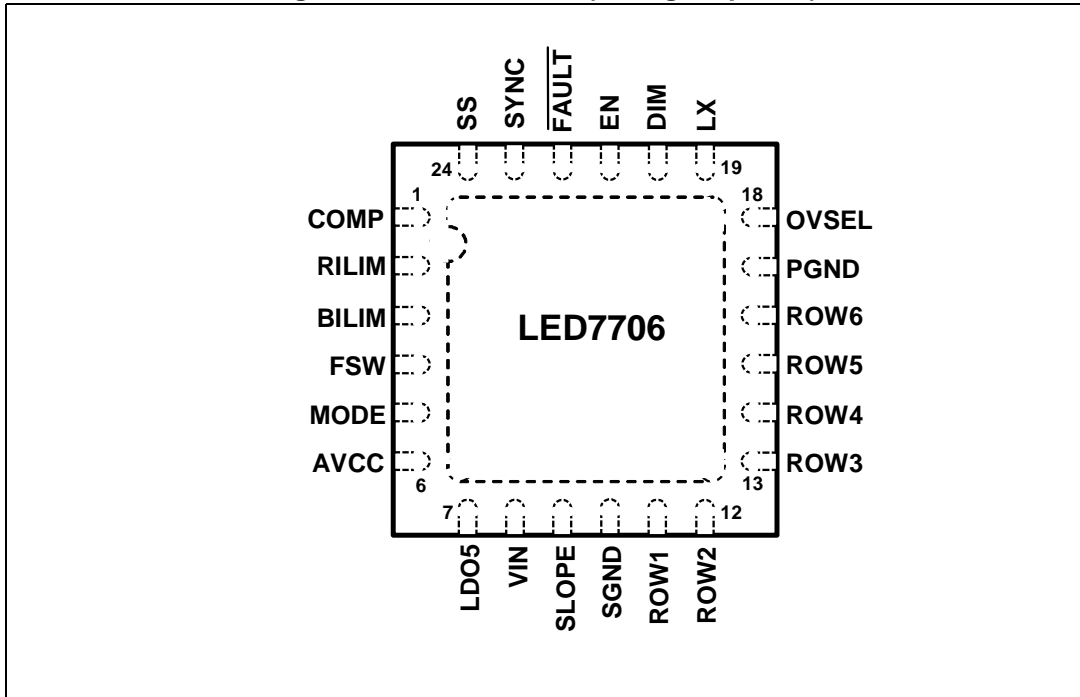 SS
SYNC
FAULT
EN
DIM
LX
24
19
1
18
COMP
OVSEL
RILIM
PGND
BILIM
ROW6
LED7706
FSW
ROW5
MODE
ROW4
AVCC
ROW3
6
13
7
12
LDO5
VIN
SLOPE
SGND
ROW1
ROW2